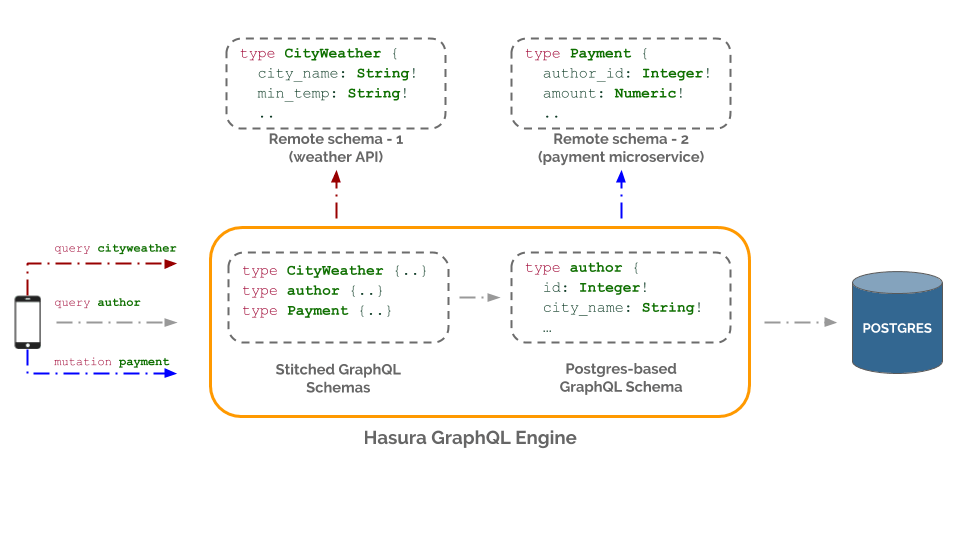 type CityWeather {
city_name: String!
min_temp: String!
..
Remote schema - 1
(weather API)
type Payment {
author_id: Integer!
amount: Numeric!
..
Remote schema - 2
(payment microservice)
query cityweather
query author
mutation payment
type CityWeather {..}
type author {..}
type Payment {..}
Stitched GraphQL
Schemas
type author {
id: Integer!
city_name: String!
…
Postgres-based
GraphQL Schema
POSTGRES
Hasura GraphQL Engine